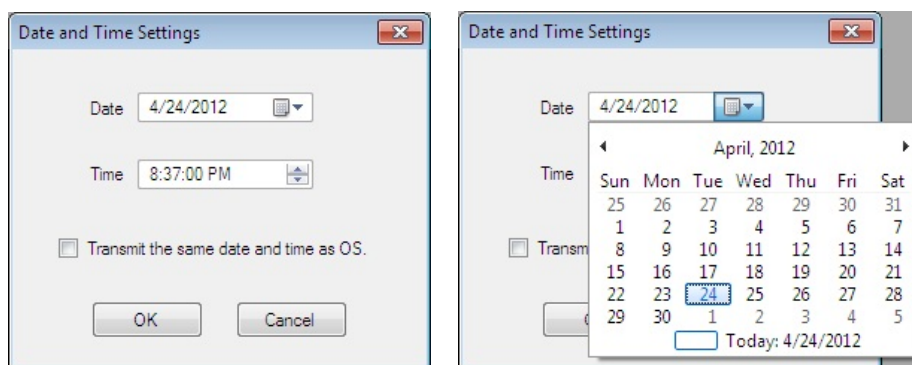 Date and Time Settings
Date 4/24/2012
Time 8:37:00 PM
Transmit the same date and time as OS.
OK Cancel
Date and Time Settings
Date 4/24/2012
April, 2012
Time
Sun Mon Tue Wed Thu Fri Sat
25 26 27 28 29 30 31
1 2 3 4 5 6 7
Transm
8 9 10 11 12 13 14
15 16 17 18 19 20 21
22 23 24 25 26 27 28
29 30 1 2 3 4 5
Today: 4/24/2012